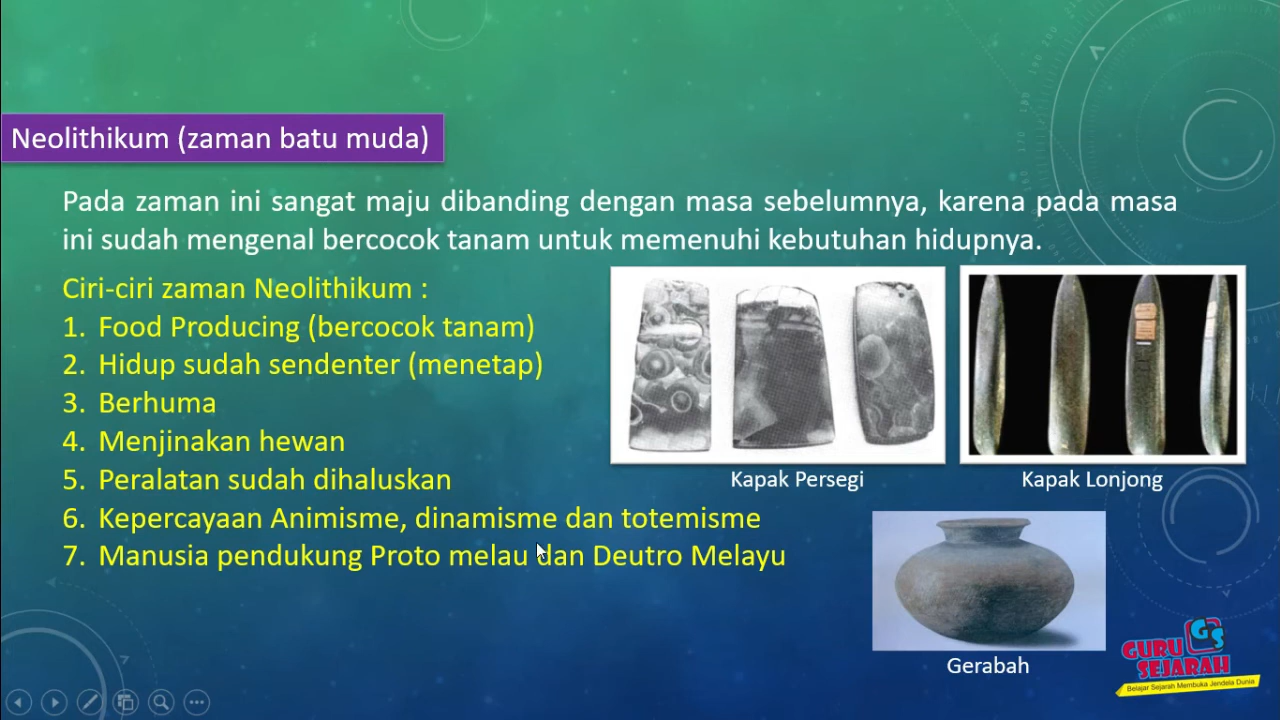 Neolithikum (zaman batu muda)
Pada zaman ini sangat maju dibanding dengan masa sebelumnya, karena pada masa
ini sudah mengenal bercocok tanam untuk memenuhi kebutuhan hidupnya.
Ciri-ciri zaman Neolithikum :
1. Food Producing (bercocok tanam)
2. Hidup sudah sendenter (menetap)
3. Berhuma
4. Menjinakan hewan
5. Peralatan sudah dihaluskan
6. Kepercayaan Animisme, dinamisme dan totemisme
7. Manusia pendukung Proto melau dan Deutro Melayu
Kapak Persegi
Kapak Lonjong
Gerabah
GURU GS
SEJARAH
Belajar Sejarah Membuka Jendela Dunia